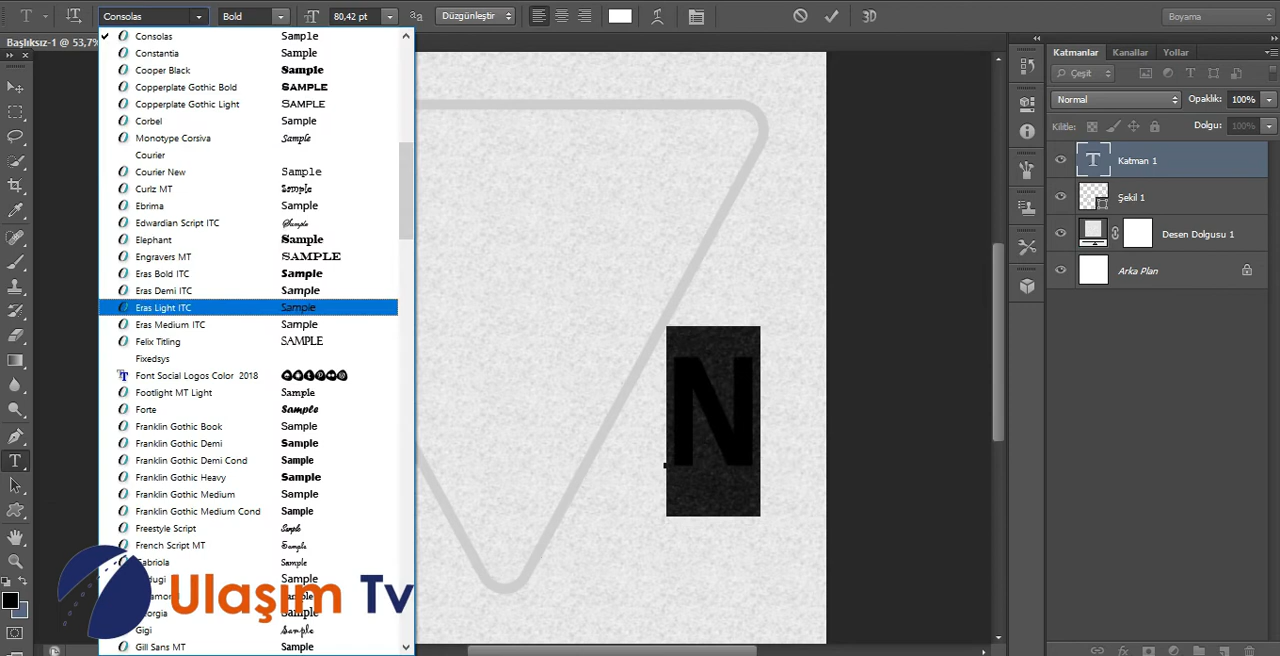 Consolas
Bold
80,42 pt
aa
Düzgünleştir
3D
Boyama
Başlıksız-1 @ 53,7%
Consolas Sample
Constantia Sample
Cooper Black Sample
Copperplate Gothic Bold SAMPLE
Copperplate Gothic Light SAMPLE
Corbel Sample
Monotype Corsiva Sample
Courier
Courier New Sample
Curlz MT Sample
Ebrima Sample
Edwardian Script ITC Sample
Elephant Sample
Engravers MT SAMPLE
Eras Bold ITC Sample
Eras Demi ITC Sample
Eras Light ITC Sample
Eras Medium ITC Sample
Felix Titling SAMPLE
Fixedsys
Font Social Logos Color 2018
Footlight MT Light Sample
Forte Sample
Franklin Gothic Book Sample
Franklin Gothic Demi Sample
Franklin Gothic Demi Cond Sample
Franklin Gothic Heavy Sample
Franklin Gothic Medium Sample
Franklin Gothic Medium Cond Sample
Freestyle Script Sample
French Script MT Sample
Gabriola Sample
Sample
Gigi Sample
Gill Sans MT Sample
N
Ulaşım Tv
Katmanlar Kanallar Yollar
Çeşit
Normal Opaklık: 100%
Kilitle: Dolgu: 100%
Katman 1
Şekil 1
Desen Dolgusu 1
Arka Plan
fx